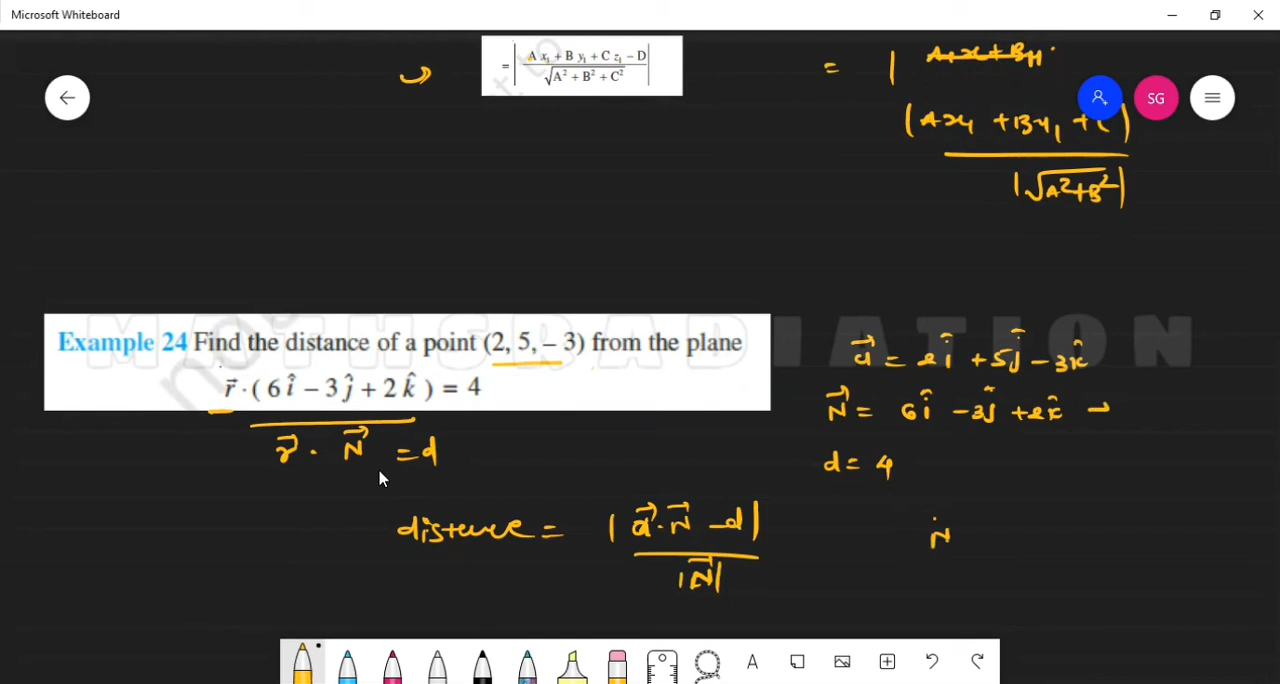 Microsoft Whiteboard
= | A x₁ + B y₁ + C z₁ – D / √A² + B² + C² |
= |
SG
(Ax₁ + By₁ + C)
|√A²+B²|
MATHS RADIATION
Example 24 Find the distance of a point (2, 5, – 3) from the plane
r⃗ · ( 6 î – 3 ĵ + 2 k̂ ) = 4
r⃗ . N⃗ = d
a⃗ = 2î + 5ĵ - 3k̂
N⃗ = 6î - 3ĵ + 2k̂ →
d = 4
distance = | a⃗ . N⃗ - d |
|N⃗|
N
A